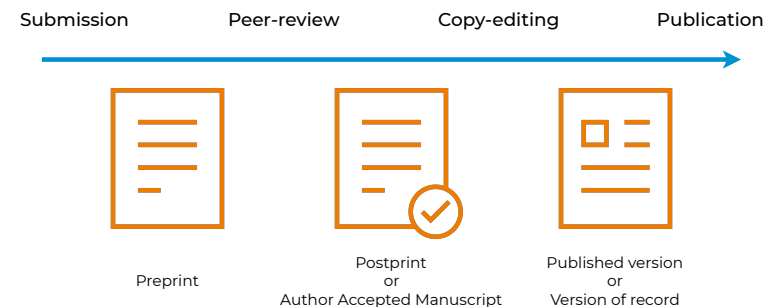 Submission Peer-review Copy-editing Publication
Preprint
Postprint
or
Author Accepted Manuscript
Published version
or
Version of record